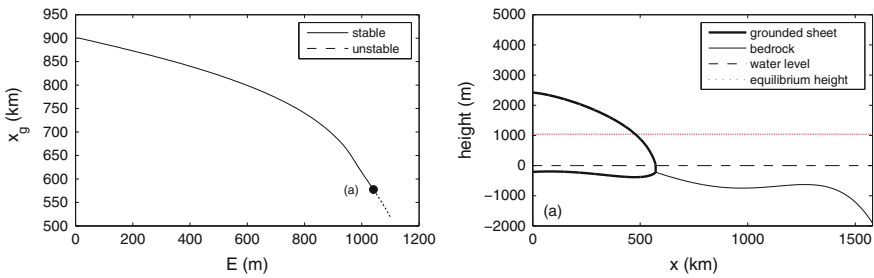 950
900
850
800
750
700
650
600
550
500
x_g (km)
0 200 400 600 800 1000 1200
E (m)
stable
unstable
(a)
5000
4000
3000
2000
1000
0
−1000
−2000
height (m)
0 500 1000 1500
x (km)
grounded sheet
bedrock
water level
equilibrium height
(a)